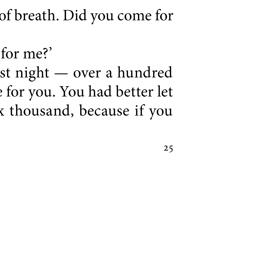 of breath. Did you come for
for me?’
st night — over a hundred
for you. You had better let
thousand, because if you
25